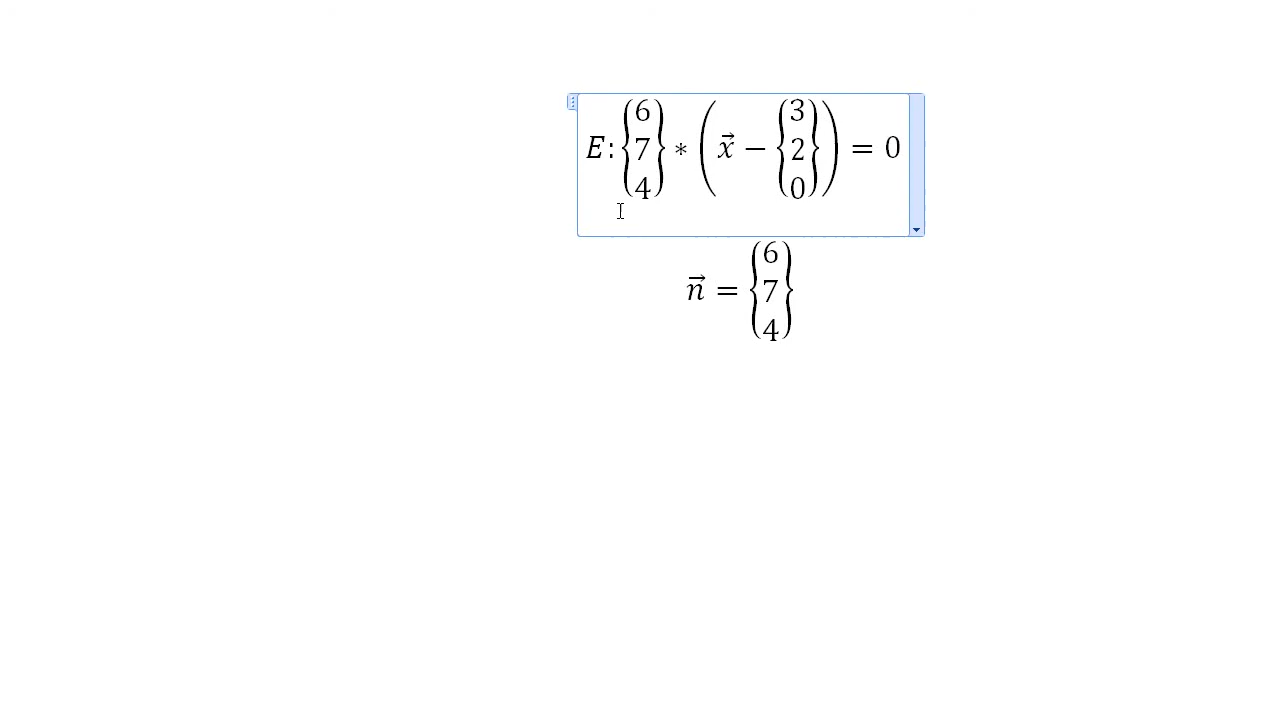 E: {6 7 4} * (x⃗ − {3 2 0}) = 0
n⃗ = {6 7 4}